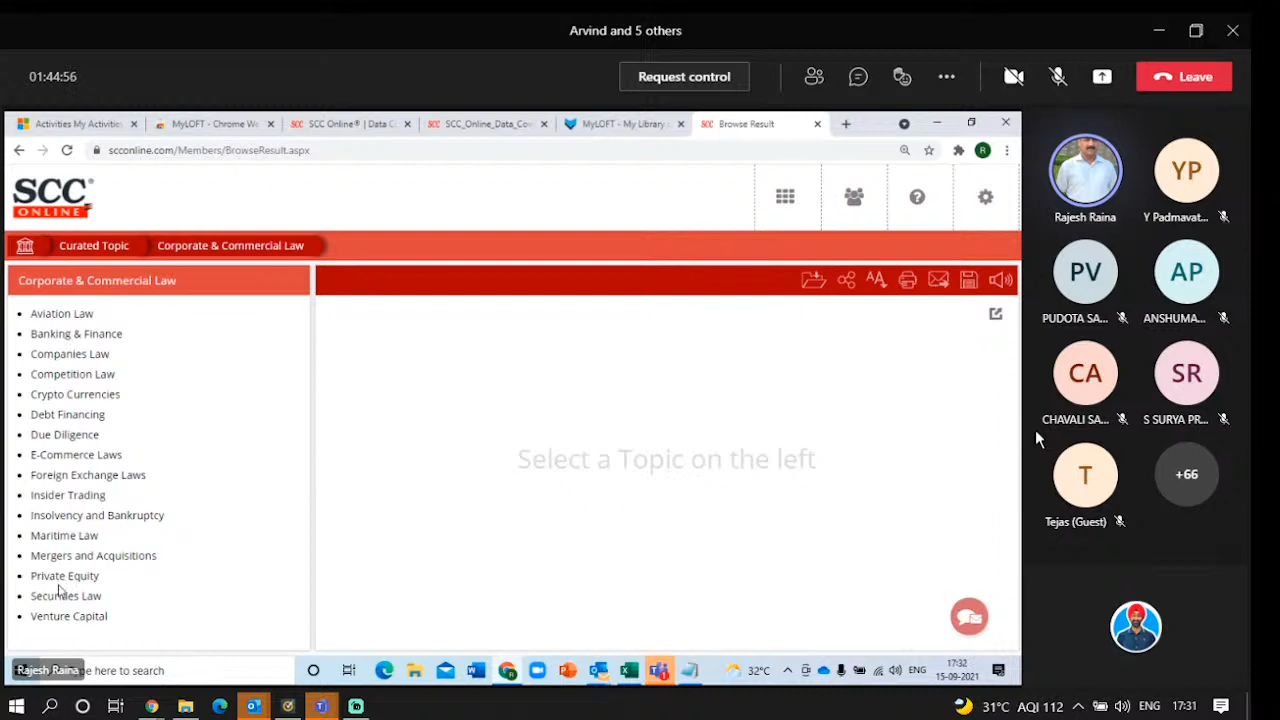 Arvind and 5 others
01:44:56
Request control
Leave
Activities My Activities
MyLOFT - Chrome We
SCC Online® | Data C
SCC_Online_Data_Co
MyLOFT - My Library
SCC Browse Result
scconline.com/Members/BrowseResult.aspx
R
SCC®
ONLINE
Curated Topic
Corporate & Commercial Law
Corporate & Commercial Law
Aviation Law
Banking & Finance
Companies Law
Competition Law
Crypto Currencies
Debt Financing
Due Diligence
E-Commerce Laws
Foreign Exchange Laws
Insider Trading
Insolvency and Bankruptcy
Maritime Law
Mergers and Acquisitions
Private Equity
Securities Law
Venture Capital
Select a Topic on the left
Rajesh Raina
YP
Y Padmavat...
PV
PUDOTA SA...
AP
ANSHUMA...
CA
CHAVALI SA...
SR
S SURYA PR...
T
Tejas (Guest)
+66
Rajesh Raina
here to search
32°C
ENG
17:32
15-09-2021
31°C AQI 112
ENG
17:31